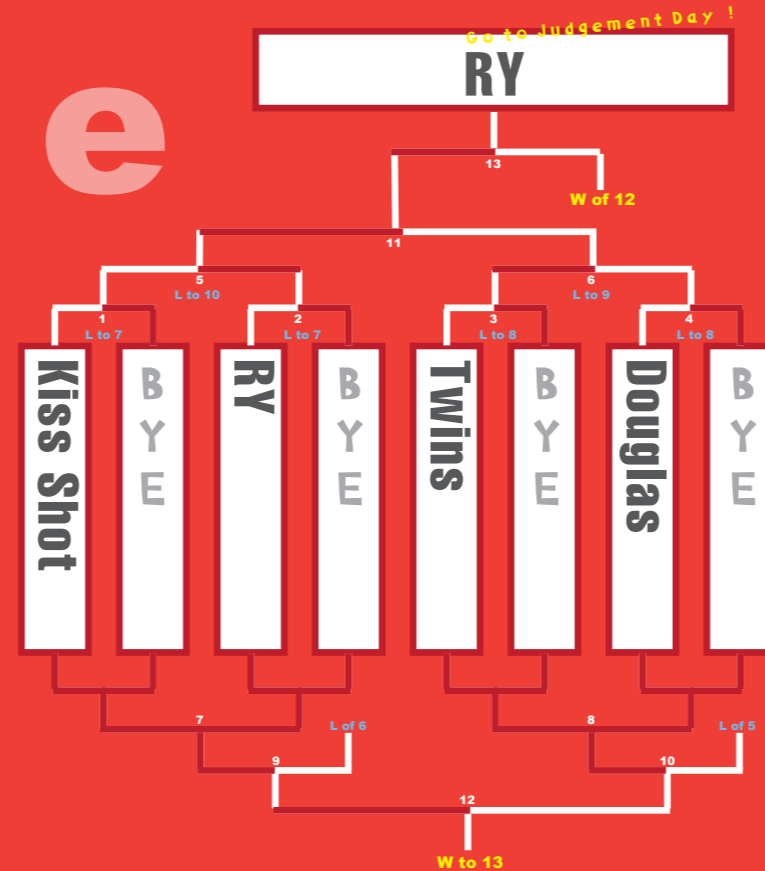 Go to Judgement Day !
RY
e
13
W of 12
11
5
L to 10
6
L to 9
1
L to 7
2
L to 7
3
L to 8
4
L to 8
Kiss Shot
BYE
RY
BYE
Twins
BYE
Douglas
BYE
7
L of 6
8
L of 5
9
10
12
W to 13